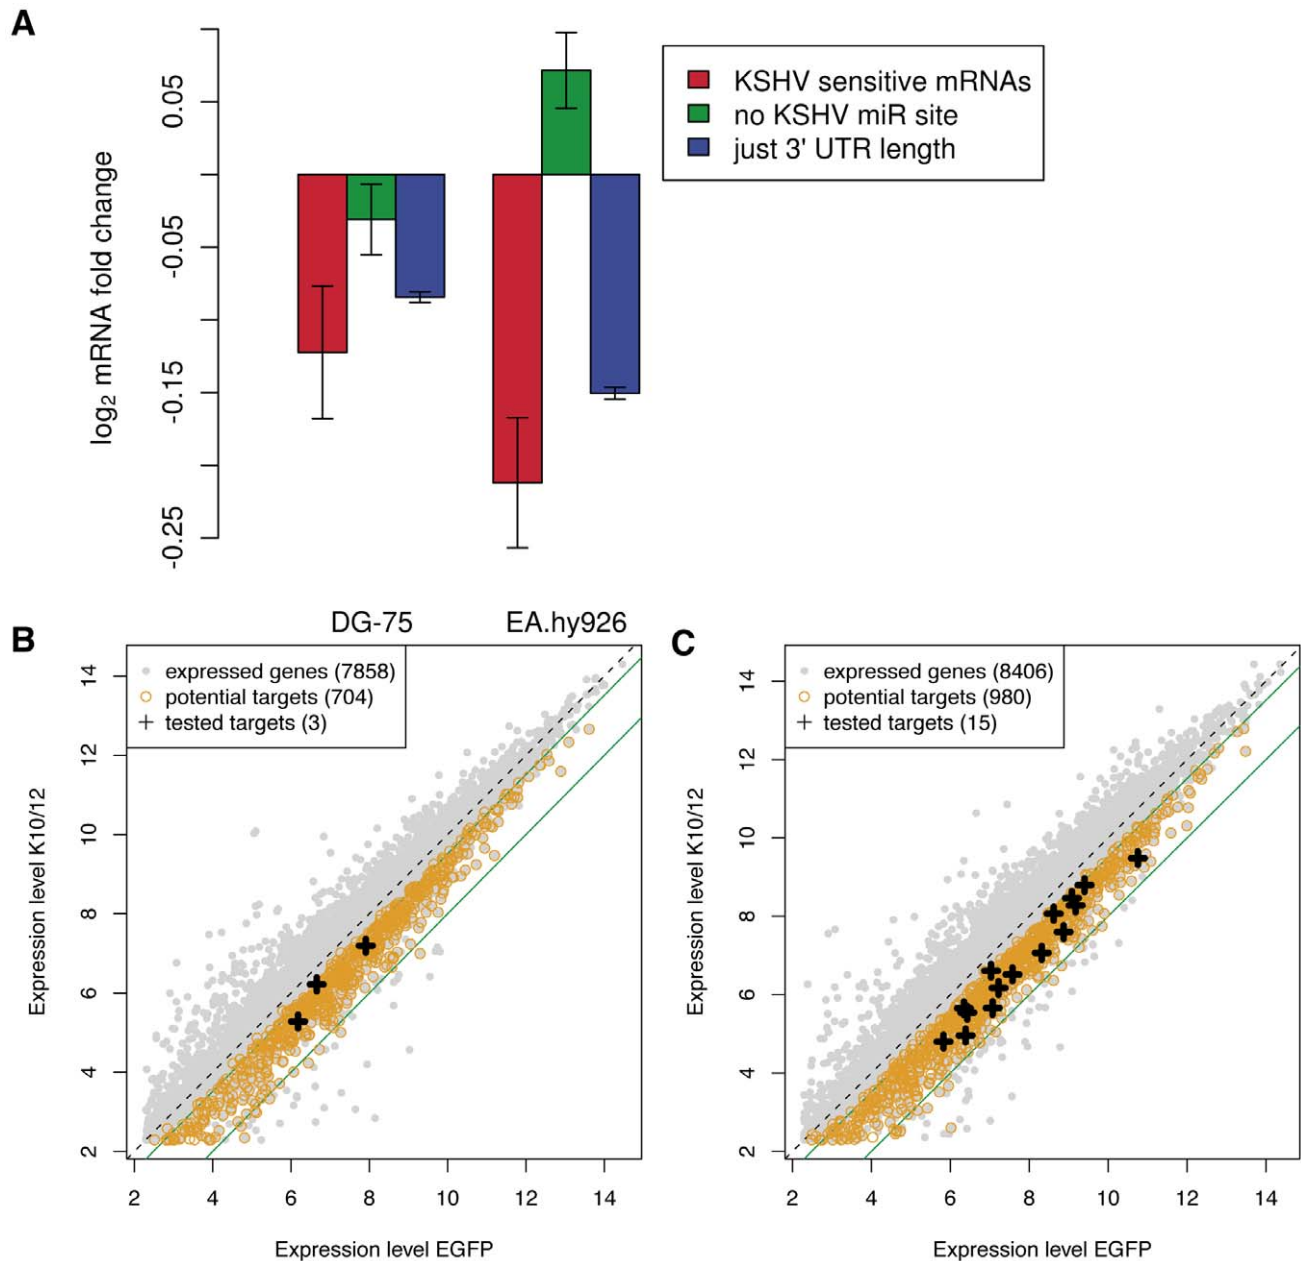 A
log2 mRNA fold change
0.05
-0.05
-0.15
-0.25
KSHV sensitive mRNAs
no KSHV miR site
just 3' UTR length
DG-75
EA.hy926
B
expressed genes (7858)
potential targets (704)
tested targets (3)
Expression level K10/12
14
12
10
8
6
4
2
2 4 6 8 10 12 14
Expression level EGFP
C
expressed genes (8406)
potential targets (980)
tested targets (15)
Expression level K10/12
14
12
10
8
6
4
2
2 4 6 8 10 12 14
Expression level EGFP